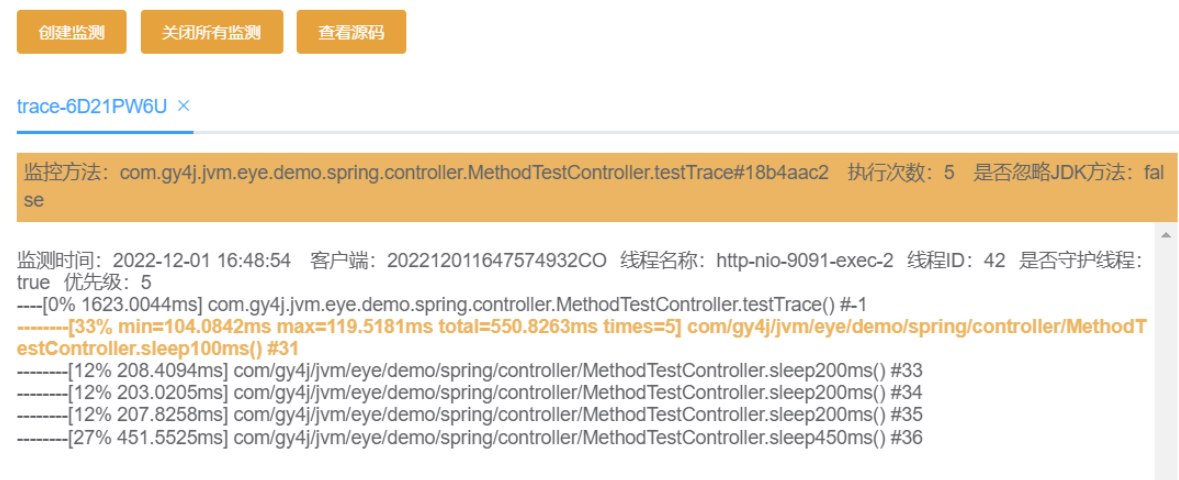 创建监测 关闭所有监测 查看源码
trace-6D21PW6U ×
监控方法：com.gy4j.jvm.eye.demo.spring.controller.MethodTestController.testTrace#18b4aac2 执行次数：5 是否忽略JDK方法：fal
se
监测时间：2022-12-01 16:48:54 客户端：202212011647574932CO 线程名称：http-nio-9091-exec-2 线程ID：42 是否守护线程：
true 优先级：5
----[0% 1623.0044ms] com.gy4j.jvm.eye.demo.spring.controller.MethodTestController.testTrace() #-1
--------[33% min=104.0842ms max=119.5181ms total=550.8263ms times=5] com/gy4j/jvm/eye/demo/spring/controller/MethodT
estController.sleep100ms() #31
--------[12% 208.4094ms] com/gy4j/jvm/eye/demo/spring/controller/MethodTestController.sleep200ms() #33
--------[12% 203.0205ms] com/gy4j/jvm/eye/demo/spring/controller/MethodTestController.sleep200ms() #34
--------[12% 207.8258ms] com/gy4j/jvm/eye/demo/spring/controller/MethodTestController.sleep200ms() #35
--------[27% 451.5525ms] com/gy4j/jvm/eye/demo/spring/controller/MethodTestController.sleep450ms() #36